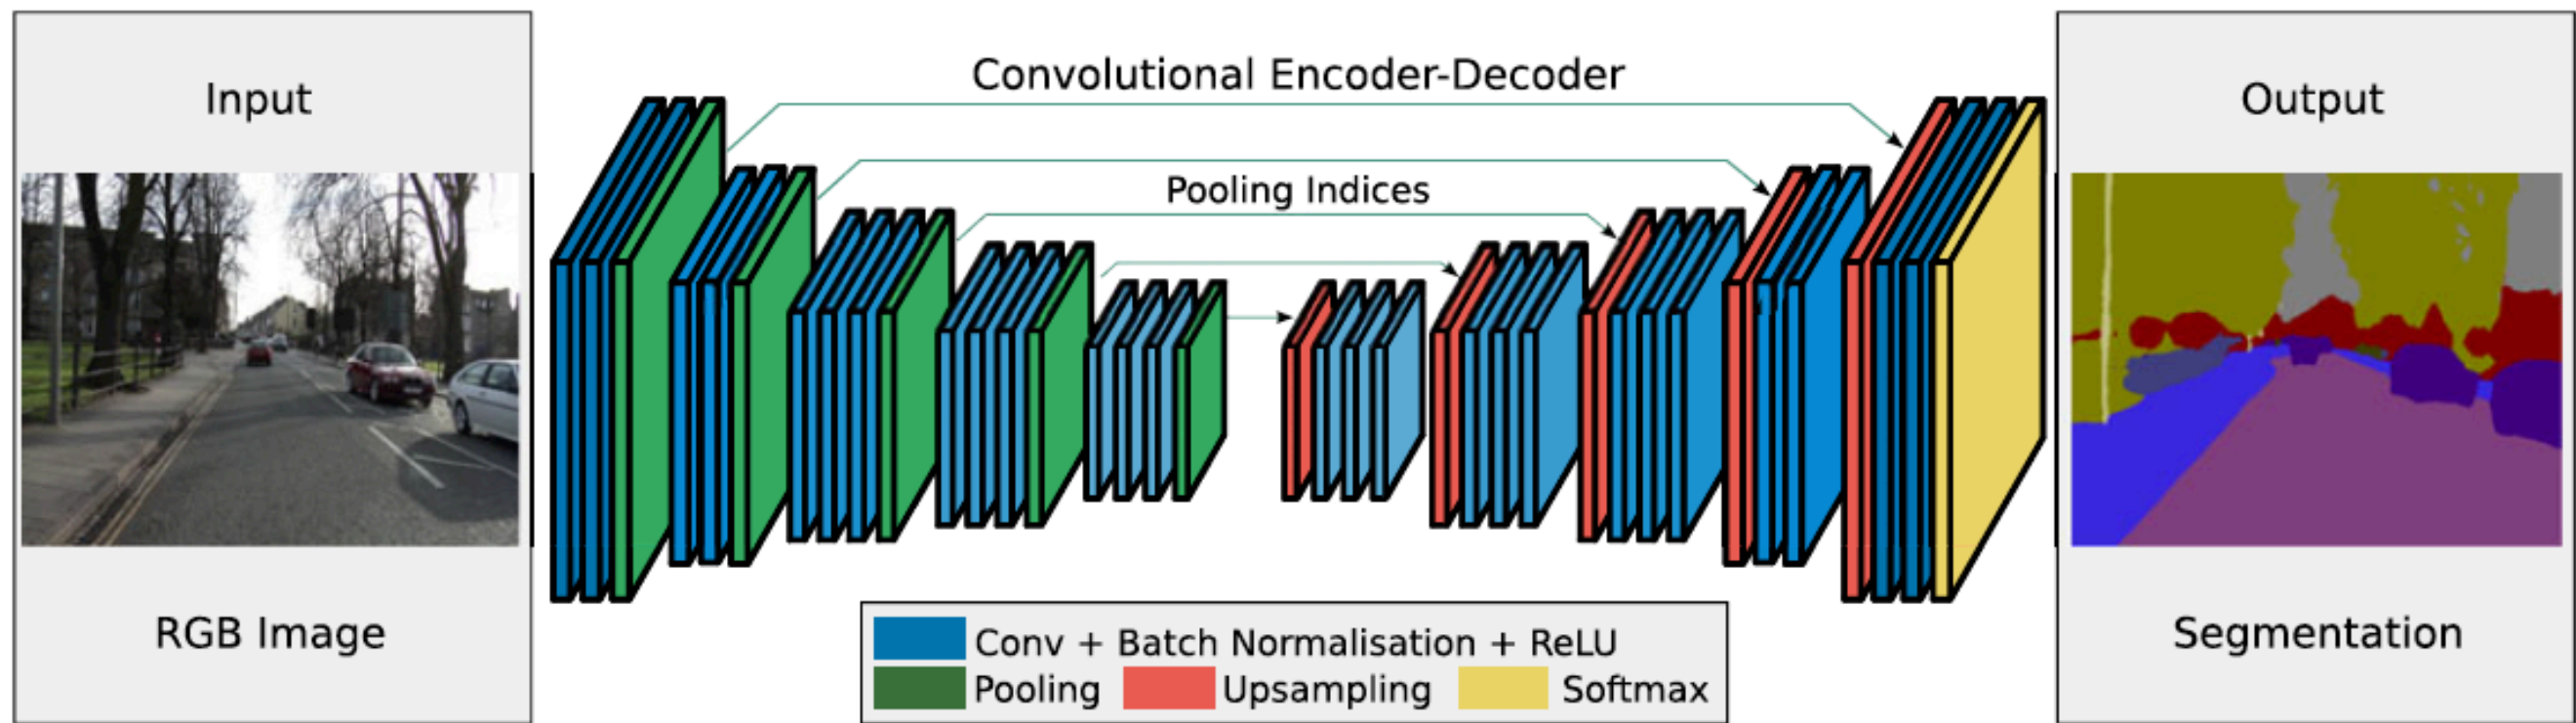 Input
RGB Image
Convolutional Encoder-Decoder
Pooling Indices
Conv + Batch Normalisation + ReLU
Pooling
Upsampling
Softmax
Output
Segmentation